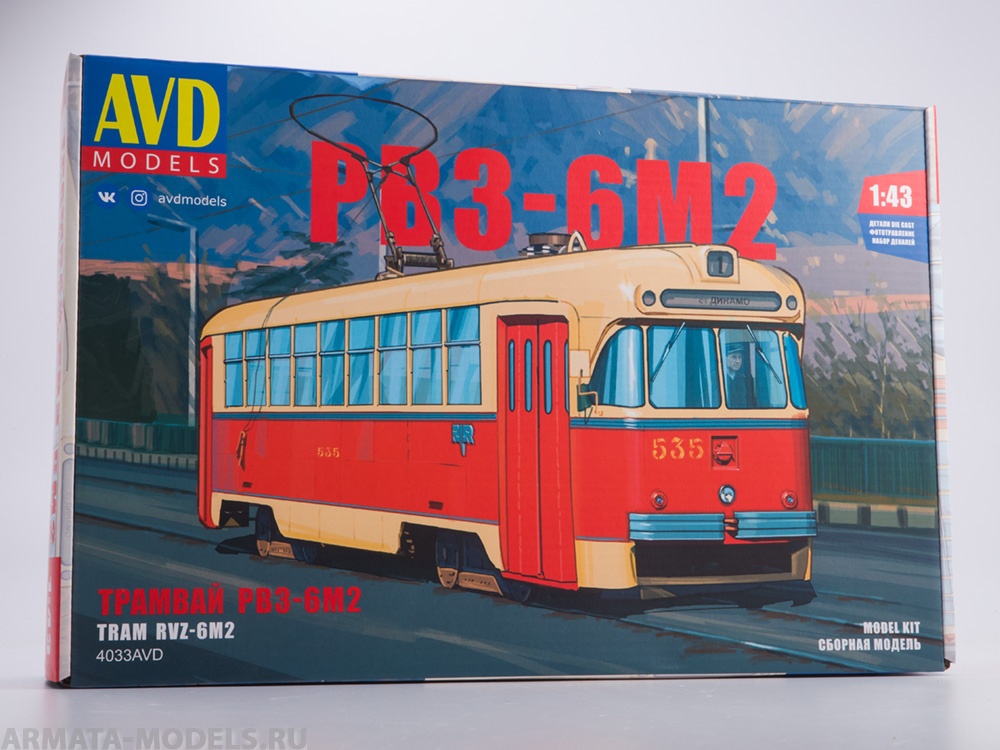 AVD
MODELS
avdmodels
РВЗ-6М2
1:43
ДЕТАЛИ DIE CAST
ФОТОТРАВЛЕНИЕ
НАБОР ДЕКАЛЕЙ
ст ДИНАМО
535
535
ТРАМВАЙ РВЗ-6М2
TRAM RVZ-6M2
4033AVD
MODEL KIT
СБОРНАЯ МОДЕЛЬ
ARMATA-MODELS.RU